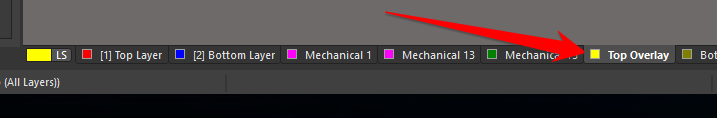 LS [1] Top Layer [2] Bottom Layer Mechanical 1 Mechanical 13 Top Overlay
(All Layers))